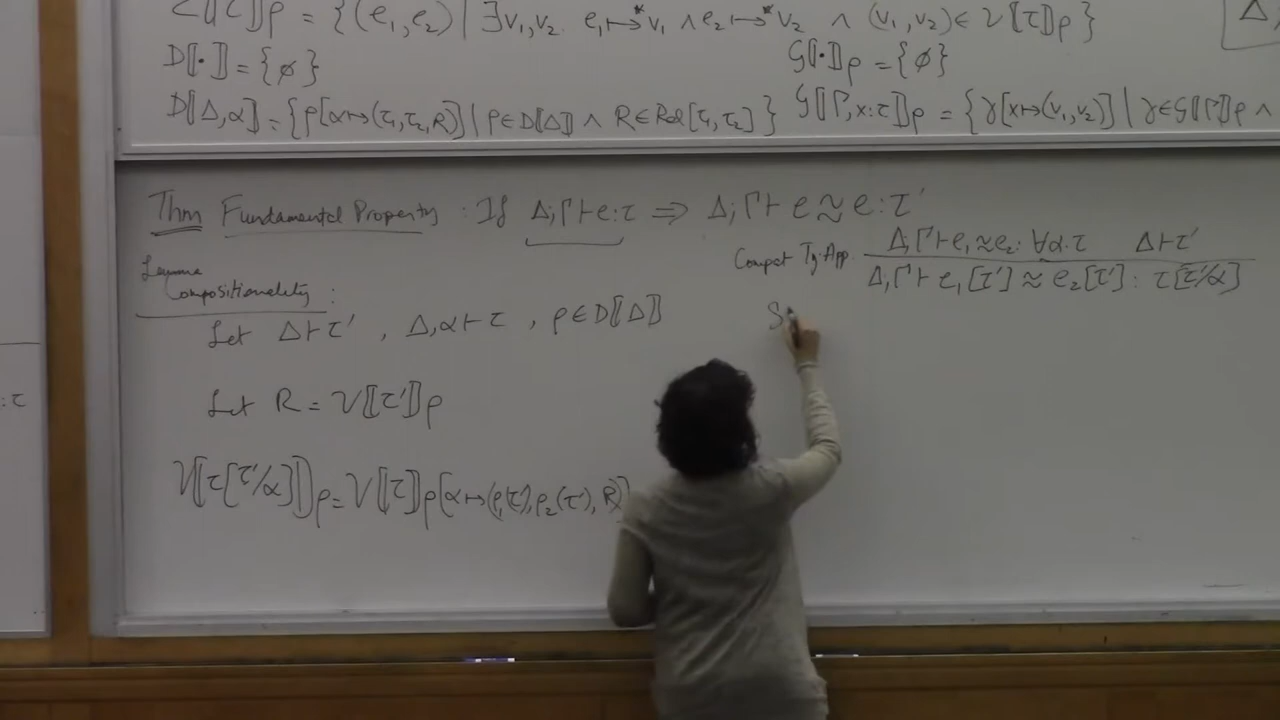 ℰ⟦τ⟧ρ = {(e₁,e₂) | ∃v₁,v₂. e₁↦*v₁ ∧ e₂↦*v₂ ∧ (v₁,v₂)∈ 𝒱⟦τ⟧ρ}
Δ,
D⟦·⟧ = {∅}
G⟦·⟧ρ = {∅}
D⟦Δ,α⟧ = {ρ[α↦(τ₁,τ₂,R)] | ρ∈D⟦Δ⟧ ∧ R∈Rel[τ₁,τ₂]}
G⟦Γ,x:τ⟧ρ = {γ[x↦(v₁,v₂)] | γ∈G⟦Γ⟧ρ ∧
:τ
Thm Fundamental Property : If Δ;Γ⊢e:τ ⇒ Δ;Γ⊢e≈e:τ'
Lemma
Compositionality :
Let Δ⊢τ' , Δ,α⊢τ , ρ∈D⟦Δ⟧
Let R = 𝒱⟦τ'⟧ρ
𝒱⟦τ[τ'/α]⟧ρ = 𝒱⟦τ⟧ρ[α↦(ρ₁(τ'),ρ₂(τ'),R)]
Δ,Γ⊢e₁≈e₂: ∀α.τ Δ⊢τ'
Compat Ty.App.
Δ,Γ⊢e₁[τ']≈e₂[τ']: τ[τ'/α]